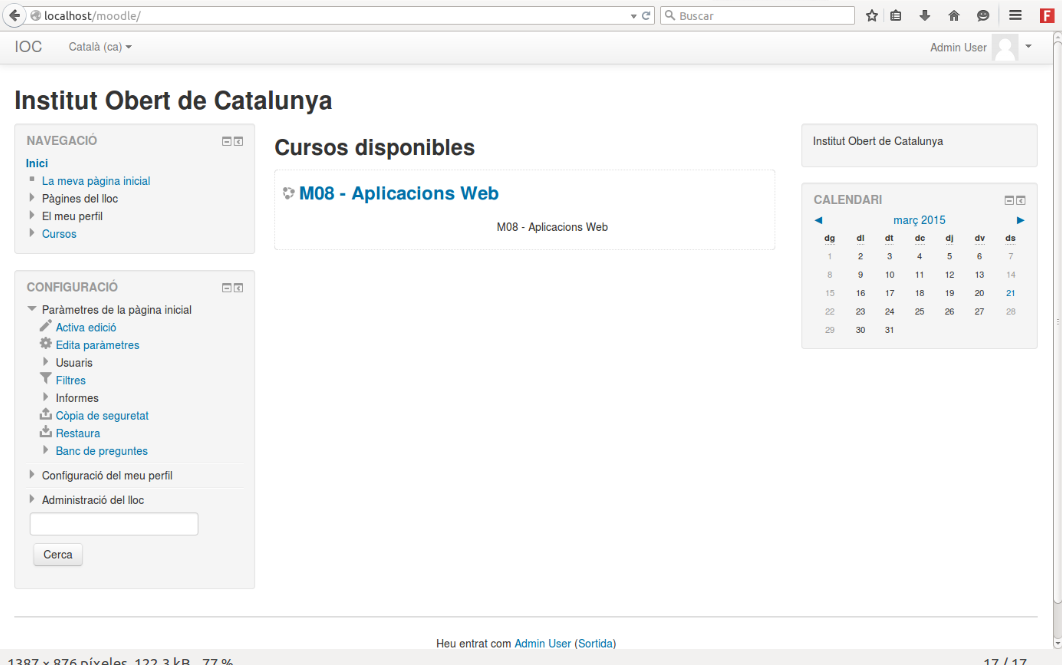 localhost/moodle/
Buscar
IOC Català (ca)
Admin User
Institut Obert de Catalunya
NAVEGACIÓ
Inici
La meva pàgina inicial
Pàgines del lloc
El meu perfil
Cursos
CONFIGURACIÓ
Paràmetres de la pàgina inicial
Activa edició
Edita paràmetres
Usuaris
Filtres
Informes
Còpia de seguretat
Restaura
Banc de preguntes
Configuració del meu perfil
Administració del lloc
Cerca
Cursos disponibles
M08 - Aplicacions Web
M08 - Aplicacions Web
Institut Obert de Catalunya
CALENDARI
març 2015
dg dl dt dc dj dv ds
1 2 3 4 5 6 7
8 9 10 11 12 13 14
15 16 17 18 19 20 21
22 23 24 25 26 27 28
29 30 31
Heu entrat com Admin User (Sortida)
1387 × 876 píxeles 122,3 kB 77 %
17 / 17